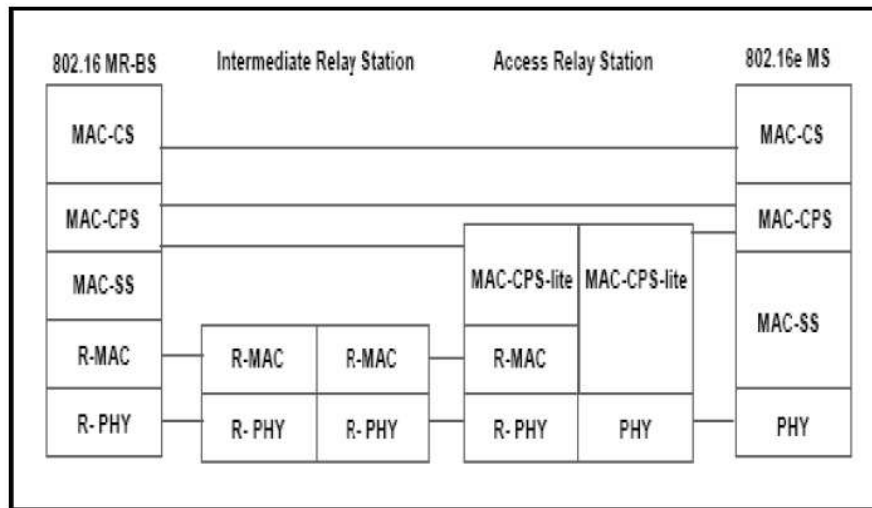 802.16 MR-BS
Intermediate Relay Station
Access Relay Station
802.16e MS
MAC-CS
MAC-CPS
MAC-SS
R-MAC
R- PHY
R-MAC
R-MAC
R- PHY
R- PHY
MAC-CPS-lite
MAC-CPS-lite
R-MAC
R- PHY
PHY
MAC-CS
MAC-CPS
MAC-SS
PHY